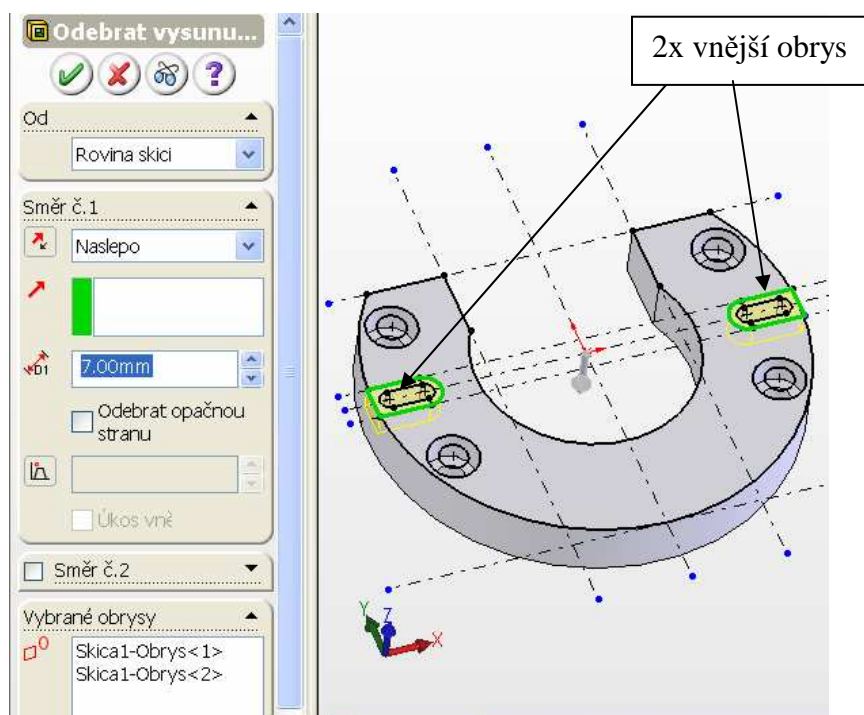 Odebrat vysunu...
?
Od
Rovina skici
Směr č.1
Naslepo
D1
7.00mm
Odebrat opačnou
stranu
Úkos vně
Směr č.2
Vybrané obrysy
Skica1-Obrys<1>
Skica1-Obrys<2>
2x vnější obrys
Y
Z
X